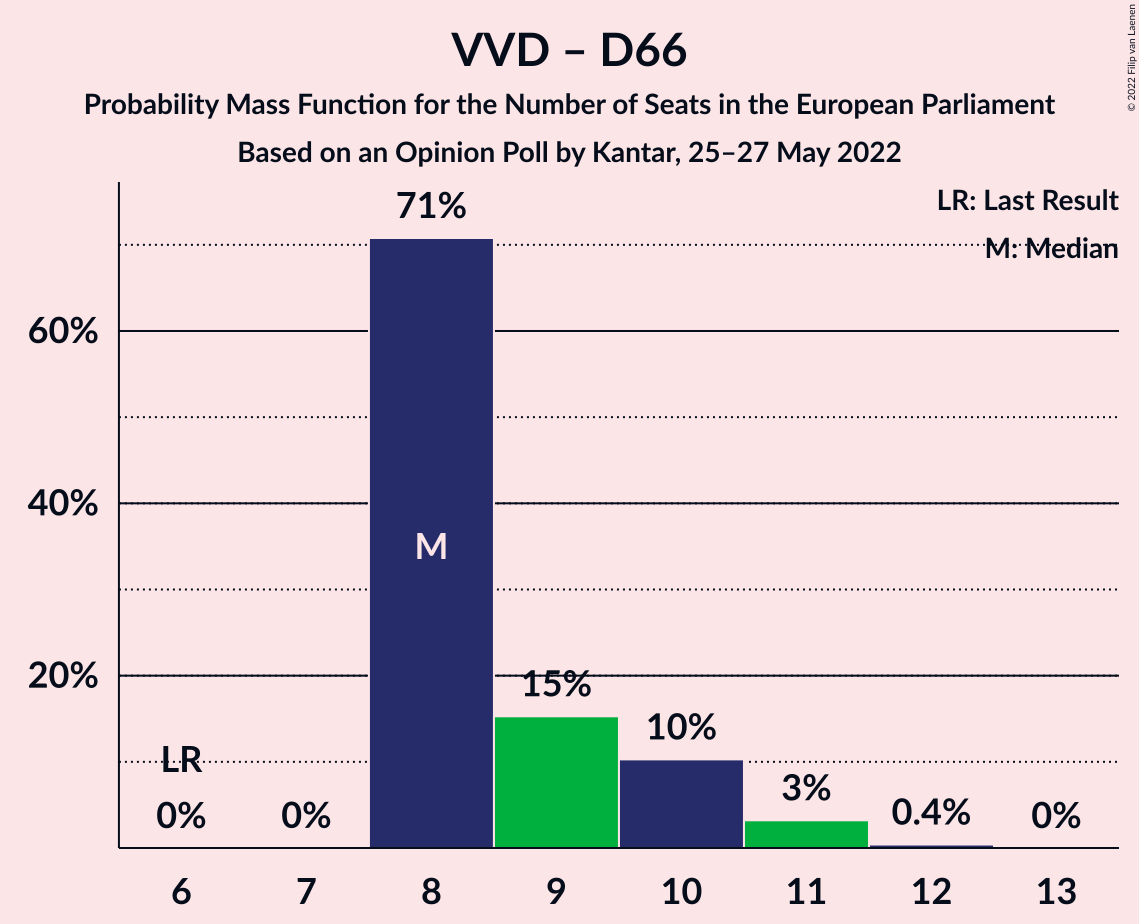 VVD – D66
Probability Mass Function for the Number of Seats in the European Parliament
Based on an Opinion Poll by Kantar, 25–27 May 2022
© 2022 Filip van Laenen
LR: Last Result
M: Median
71%
60%
40%
M
20%
15%
10%
LR
3%
0.4%
0%
0%
0%
6 7 8 9 10 11 12 13